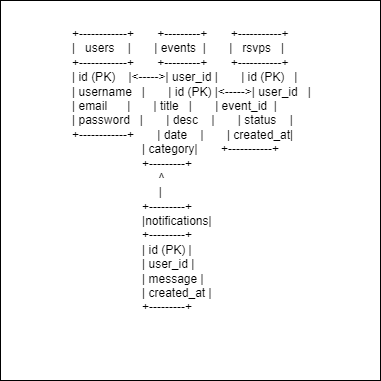 +------------+ +---------+ +-----------+
| users | | events | | rsvps |
+------------+ +---------+ +-----------+
| id (PK) |<----->| user_id | | id (PK) |
| username | | id (PK) |<----->| user_id |
| email | | title | | event_id |
| password | | desc | | status |
+------------+ | date | | created_at|
| category| +-----------+
+---------+
^
|
+---------+
|notifications|
+---------+
| id (PK) |
| user_id |
| message |
| created_at |
+---------+